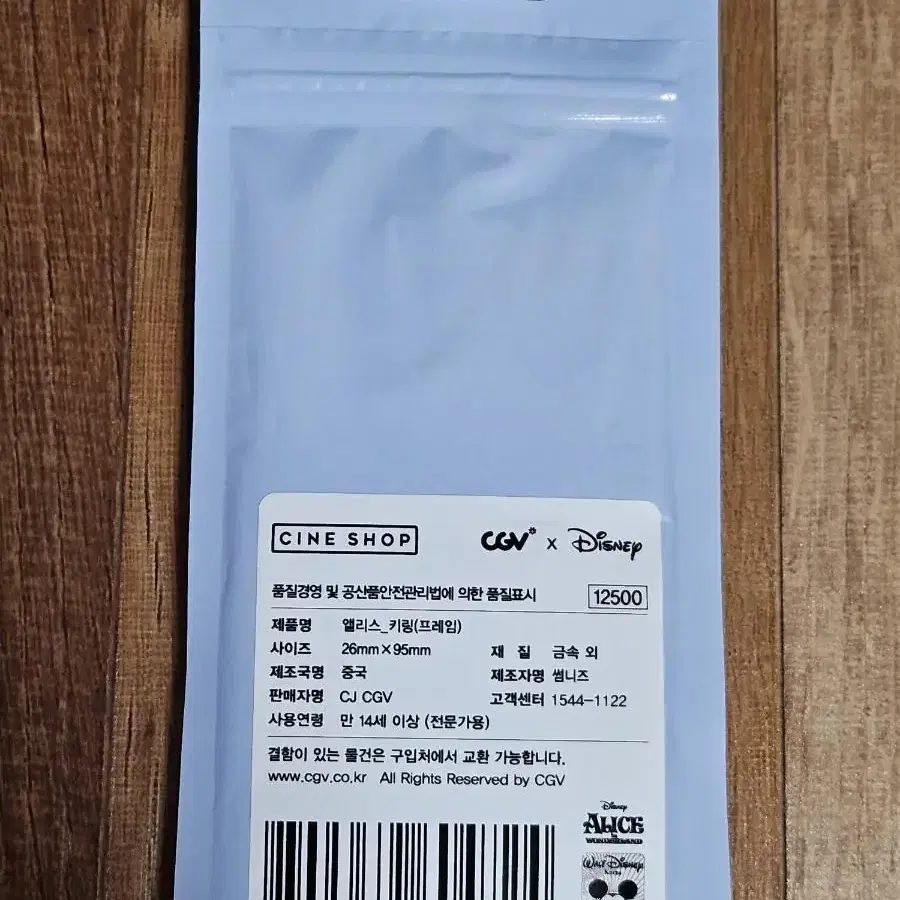 CINE SHOP CGV x Disney
품질경영 및 공산품안전관리법에 의한 품질표시 12500
제품명 앨리스_키링(프레임)
사이즈 26mm×95mm 재 질 금속 외
제조국명 중국 제조자명 썸니즈
판매자명 CJ CGV 고객센터 1544-1122
사용연령 만 14세 이상 (전문가용)
결함이 있는 물건은 구입처에서 교환 가능합니다.
www.cgv.co.kr All Rights Reserved by CGV
Disney
ALICE
IN WONDERLAND
WALT DISNEY
Korea